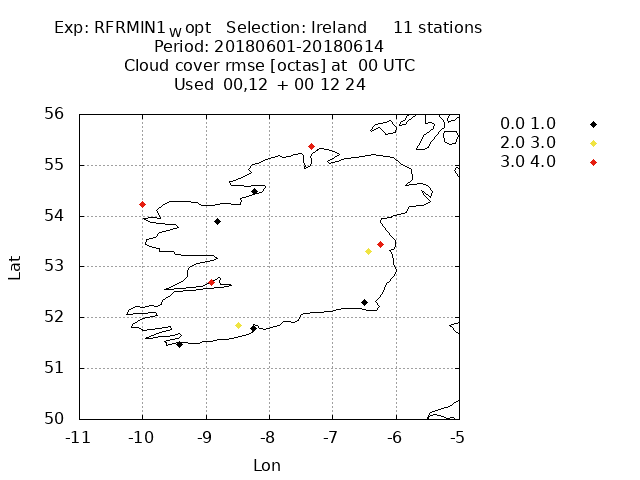 Exp: RFRMIN1 W opt Selection: Ireland 11 stations
Period: 20180601-20180614
Cloud cover rmse [octas] at 00 UTC
Used 00,12 + 00 12 24
0.0 1.0
2.0 3.0
3.0 4.0
56
55
54
53
52
51
50
Lat
-11 -10 -9 -8 -7 -6 -5
Lon